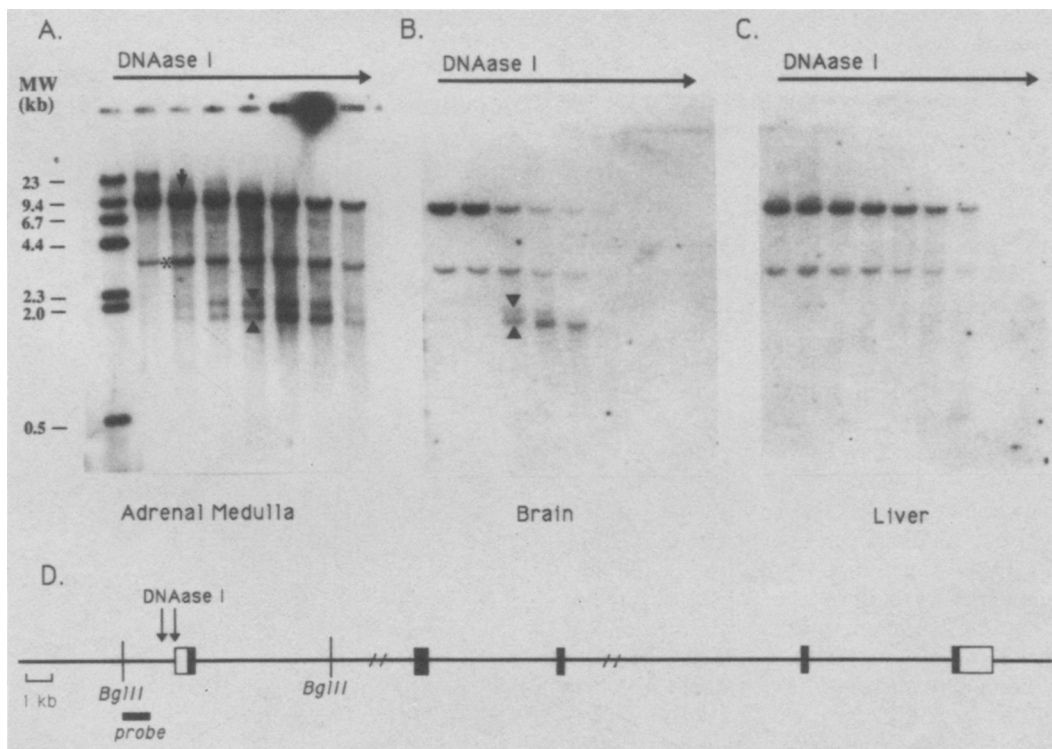 A.
B.
C.
DNAase I
DNAase I
DNAase I
MW
(kb)
23
9.4
6.7
4.4
2.3
2.0
0.5
*
Adrenal Medulla
Brain
Liver
D.
DNAase I
1 kb
BglII
BglII
probe